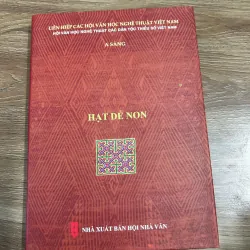 LIÊN HIỆP CÁC HỘI VĂN HỌC NGHỆ THUẬT VIỆT NAM
HỘI VĂN HỌC NGHỆ THUẬT CÁC DÂN TỘC THIỂU SỐ VIỆT NAM
A SÁNG
HẠT DẺ NON
NHÀ XUẤT BẢN HỘI NHÀ VĂN